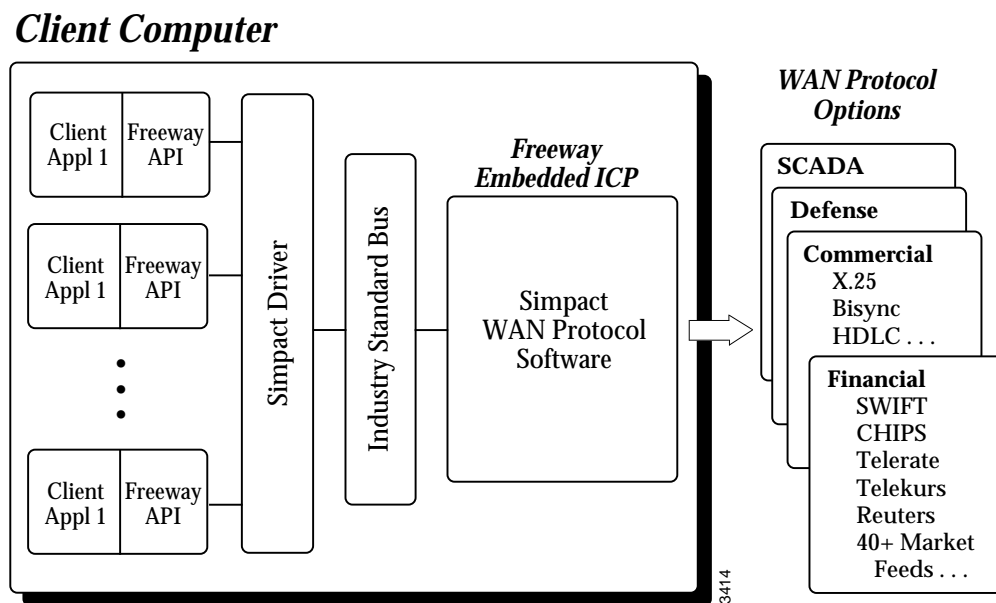 Client Computer
Client
Appl 1
Freeway
API
Client
Appl 1
Freeway
API
Client
Appl 1
Freeway
API
Simpact Driver
Industry Standard Bus
Freeway
Embedded ICP
Simpact
WAN Protocol
Software
WAN Protocol
Options
SCADA
Defense
Commercial
X.25
Bisync
HDLC . . .
Financial
SWIFT
CHIPS
Telerate
Telekurs
Reuters
40+ Market
Feeds . . .
3414